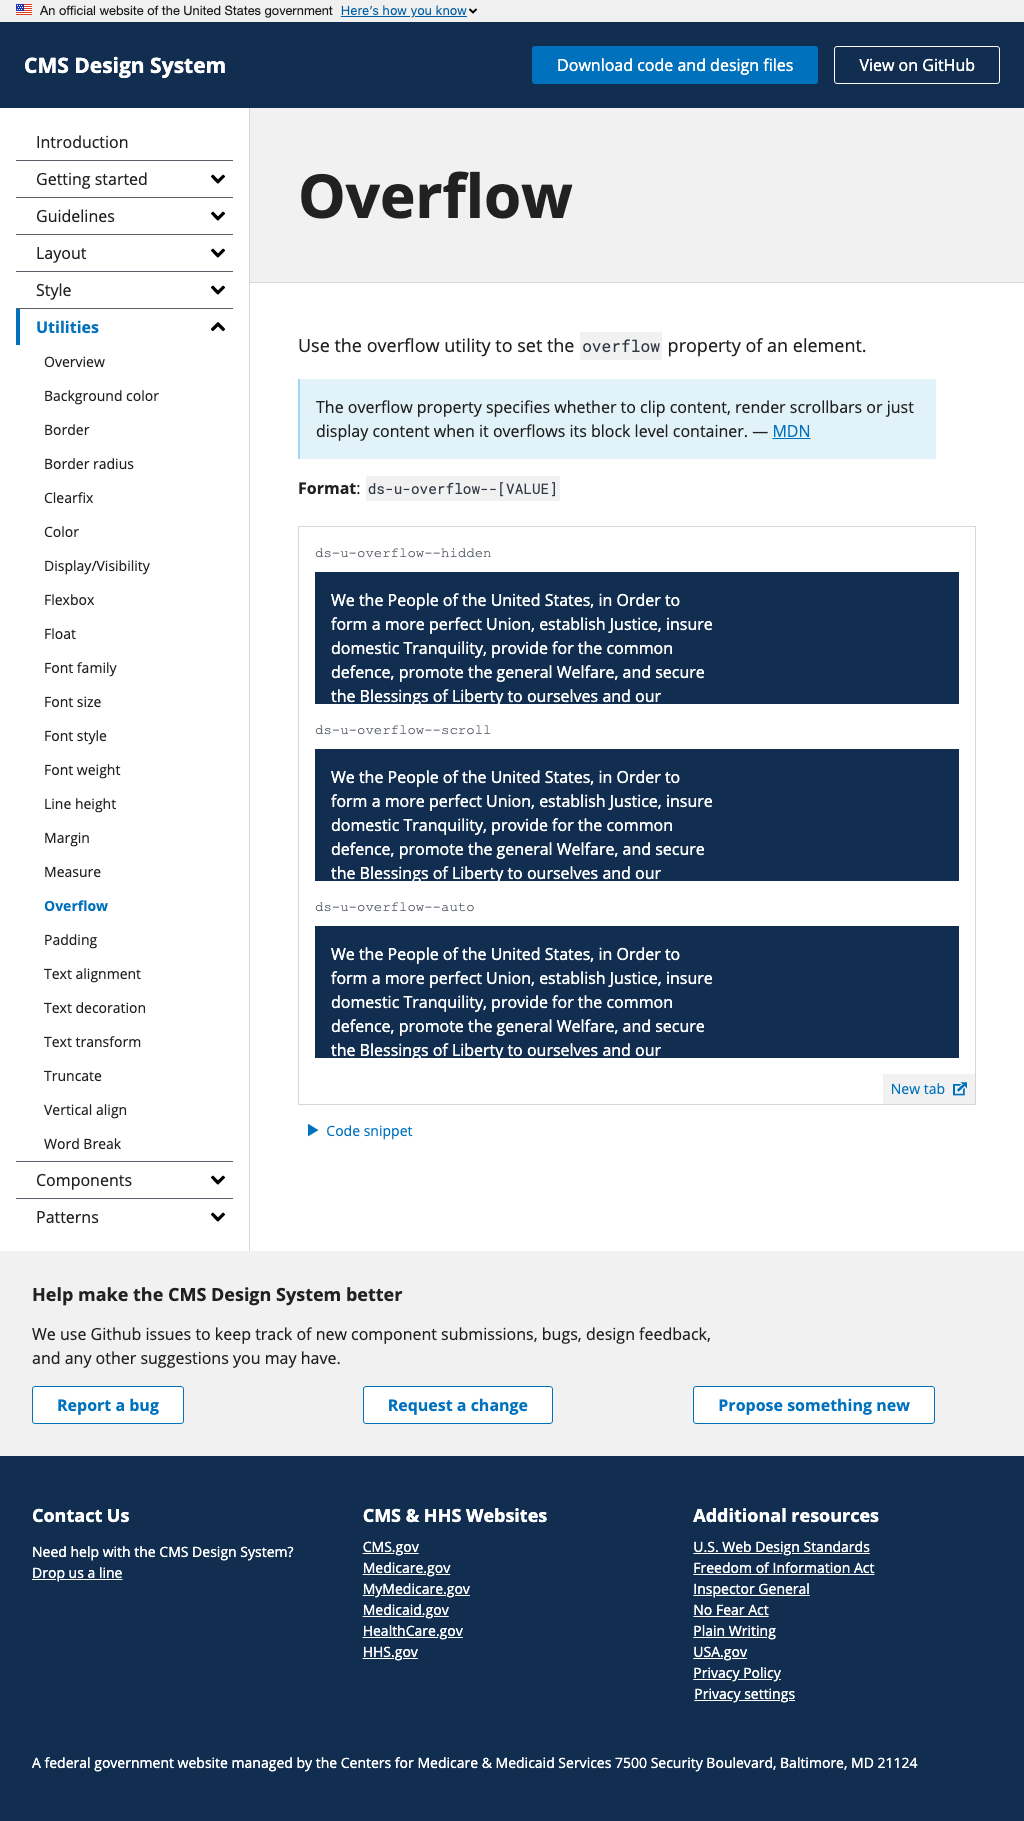 An official website of the United States government Here's how you know
CMS Design System
Download code and design files
View on GitHub
Introduction
Getting started
Guidelines
Layout
Style
Utilities
Overview
Background color
Border
Border radius
Clearfix
Color
Display/Visibility
Flexbox
Float
Font family
Font size
Font style
Font weight
Line height
Margin
Measure
Overflow
Padding
Text alignment
Text decoration
Text transform
Truncate
Vertical align
Word Break
Components
Patterns
Overflow
Use the overflow utility to set the overflow property of an element.
The overflow property specifies whether to clip content, render scrollbars or just
display content when it overflows its block level container. — MDN
Format: ds-u-overflow--[VALUE]
ds-u-overflow--hidden
We the People of the United States, in Order to
form a more perfect Union, establish Justice, insure
domestic Tranquility, provide for the common
defence, promote the general Welfare, and secure
the Blessings of Liberty to ourselves and our
ds-u-overflow--scroll
We the People of the United States, in Order to
form a more perfect Union, establish Justice, insure
domestic Tranquility, provide for the common
defence, promote the general Welfare, and secure
the Blessings of Liberty to ourselves and our
ds-u-overflow--auto
We the People of the United States, in Order to
form a more perfect Union, establish Justice, insure
domestic Tranquility, provide for the common
defence, promote the general Welfare, and secure
the Blessings of Liberty to ourselves and our
New tab
Code snippet
Help make the CMS Design System better
We use Github issues to keep track of new component submissions, bugs, design feedback,
and any other suggestions you may have.
Report a bug
Request a change
Propose something new
Contact Us
Need help with the CMS Design System?
Drop us a line
CMS & HHS Websites
CMS.gov
Medicare.gov
MyMedicare.gov
Medicaid.gov
HealthCare.gov
HHS.gov
Additional resources
U.S. Web Design Standards
Freedom of Information Act
Inspector General
No Fear Act
Plain Writing
USA.gov
Privacy Policy
Privacy settings
A federal government website managed by the Centers for Medicare & Medicaid Services 7500 Security Boulevard, Baltimore, MD 21124